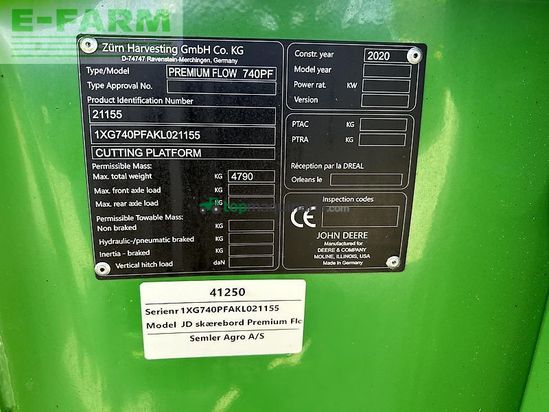 E-FARM
Zürn Harvesting GmbH Co. KG
D-74747 Ravenstein-Merchingen, Germany
Type/Model PREMIUM FLOW 740PF
Type Approval No.
Product Identification Number
21155
1XG740PFAKL021155
CUTTING PLATFORM
Permissible Mass:
Max. total weight KG 4790
Max. front axle load KG
Max. rear axle load KG
Permissible Towable Mass:
Non braked KG
Hydraulic-/pneumatic braked KG
Inertia - braked KG
Vertical hitch load daN
Constr. year 2020
Model year
Power rat. KW
Version
PTAC KG
PTRA KG
Réception par la DREAL
Orleans le
Inspection codes
CE
JOHN DEERE
Manufactured for
DEERE & COMPANY
MOLINE, ILLINOIS, USA
Made in Germany
41250
Serienr 1XG740PFAKL021155
Model JD skærebord Premium Flo
Semler Agro A/S